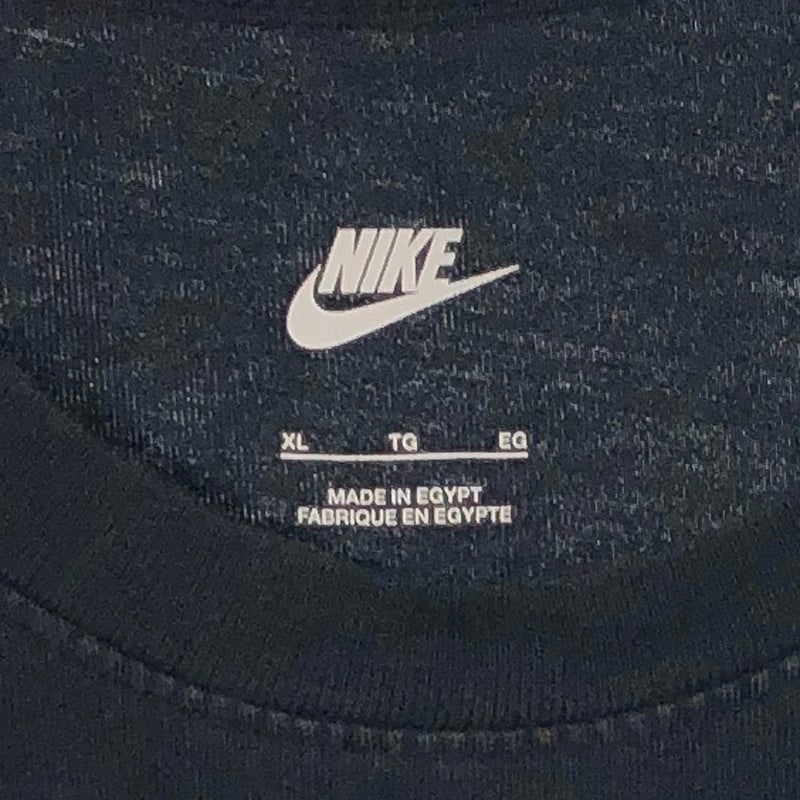 NIKE
XL TG EG
MADE IN EGYPT
FABRIQUE EN EGYPTE